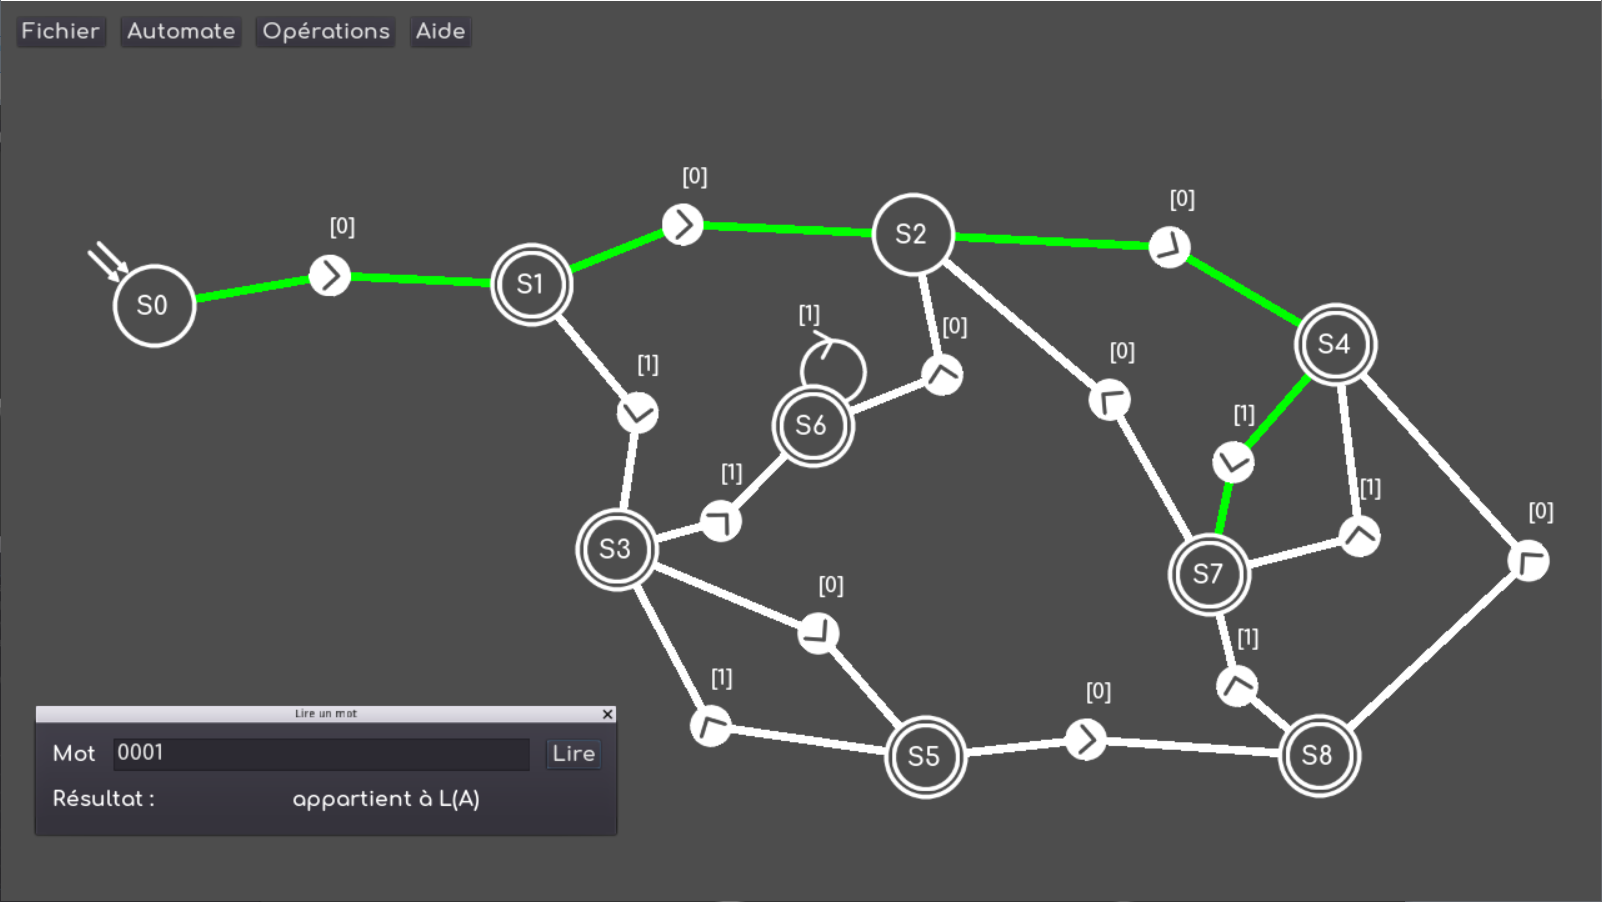 Fichier Automate Opérations Aide
[0]
[0]
[0]
S0
S1
S2
S4
[1]
[1]
[0]
[0]
[1]
S6
[1]
[1]
[0]
S3
S7
[0]
[1]
[1]
[0]
S5
S8
Lire un mot
Mot 0001 Lire
Résultat : appartient à L(A)